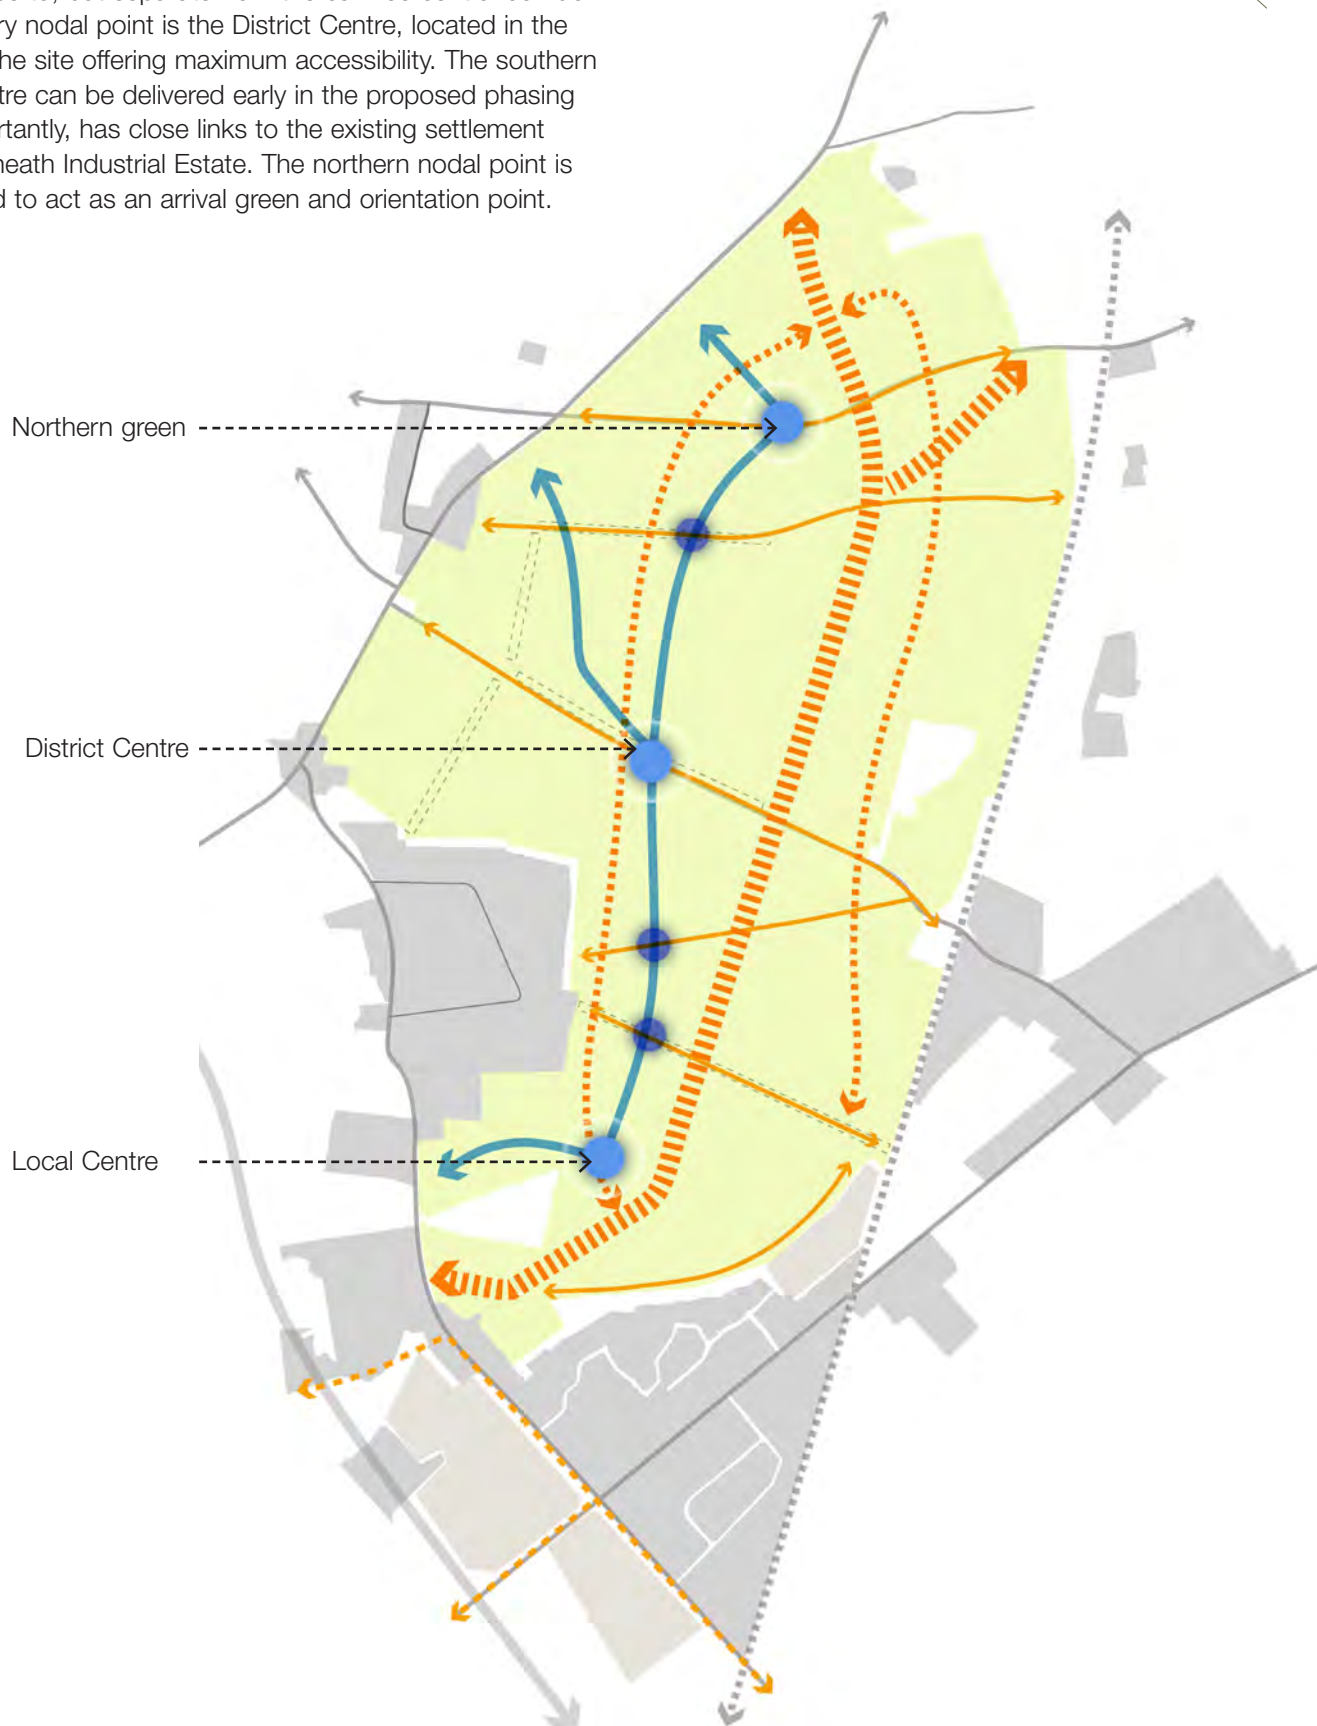 ry nodal point is the District Centre, located in the
he site offering maximum accessibility. The southern
tre can be delivered early in the proposed phasing
rtantly, has close links to the existing settlement
neath Industrial Estate. The northern nodal point is
d to act as an arrival green and orientation point.
Northern green
District Centre
Local Centre